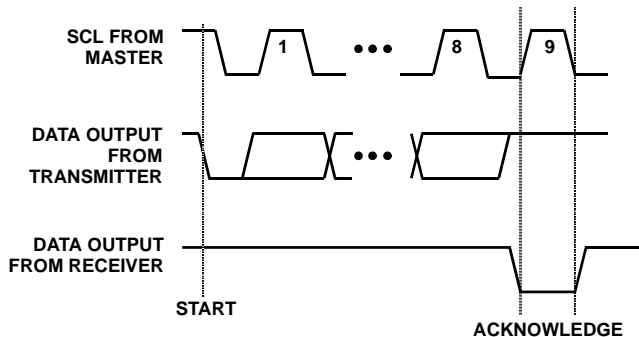 SCL FROM
MASTER
1
8
9
DATA OUTPUT
FROM
TRANSMITTER
DATA OUTPUT
FROM RECEIVER
START
ACKNOWLEDGE